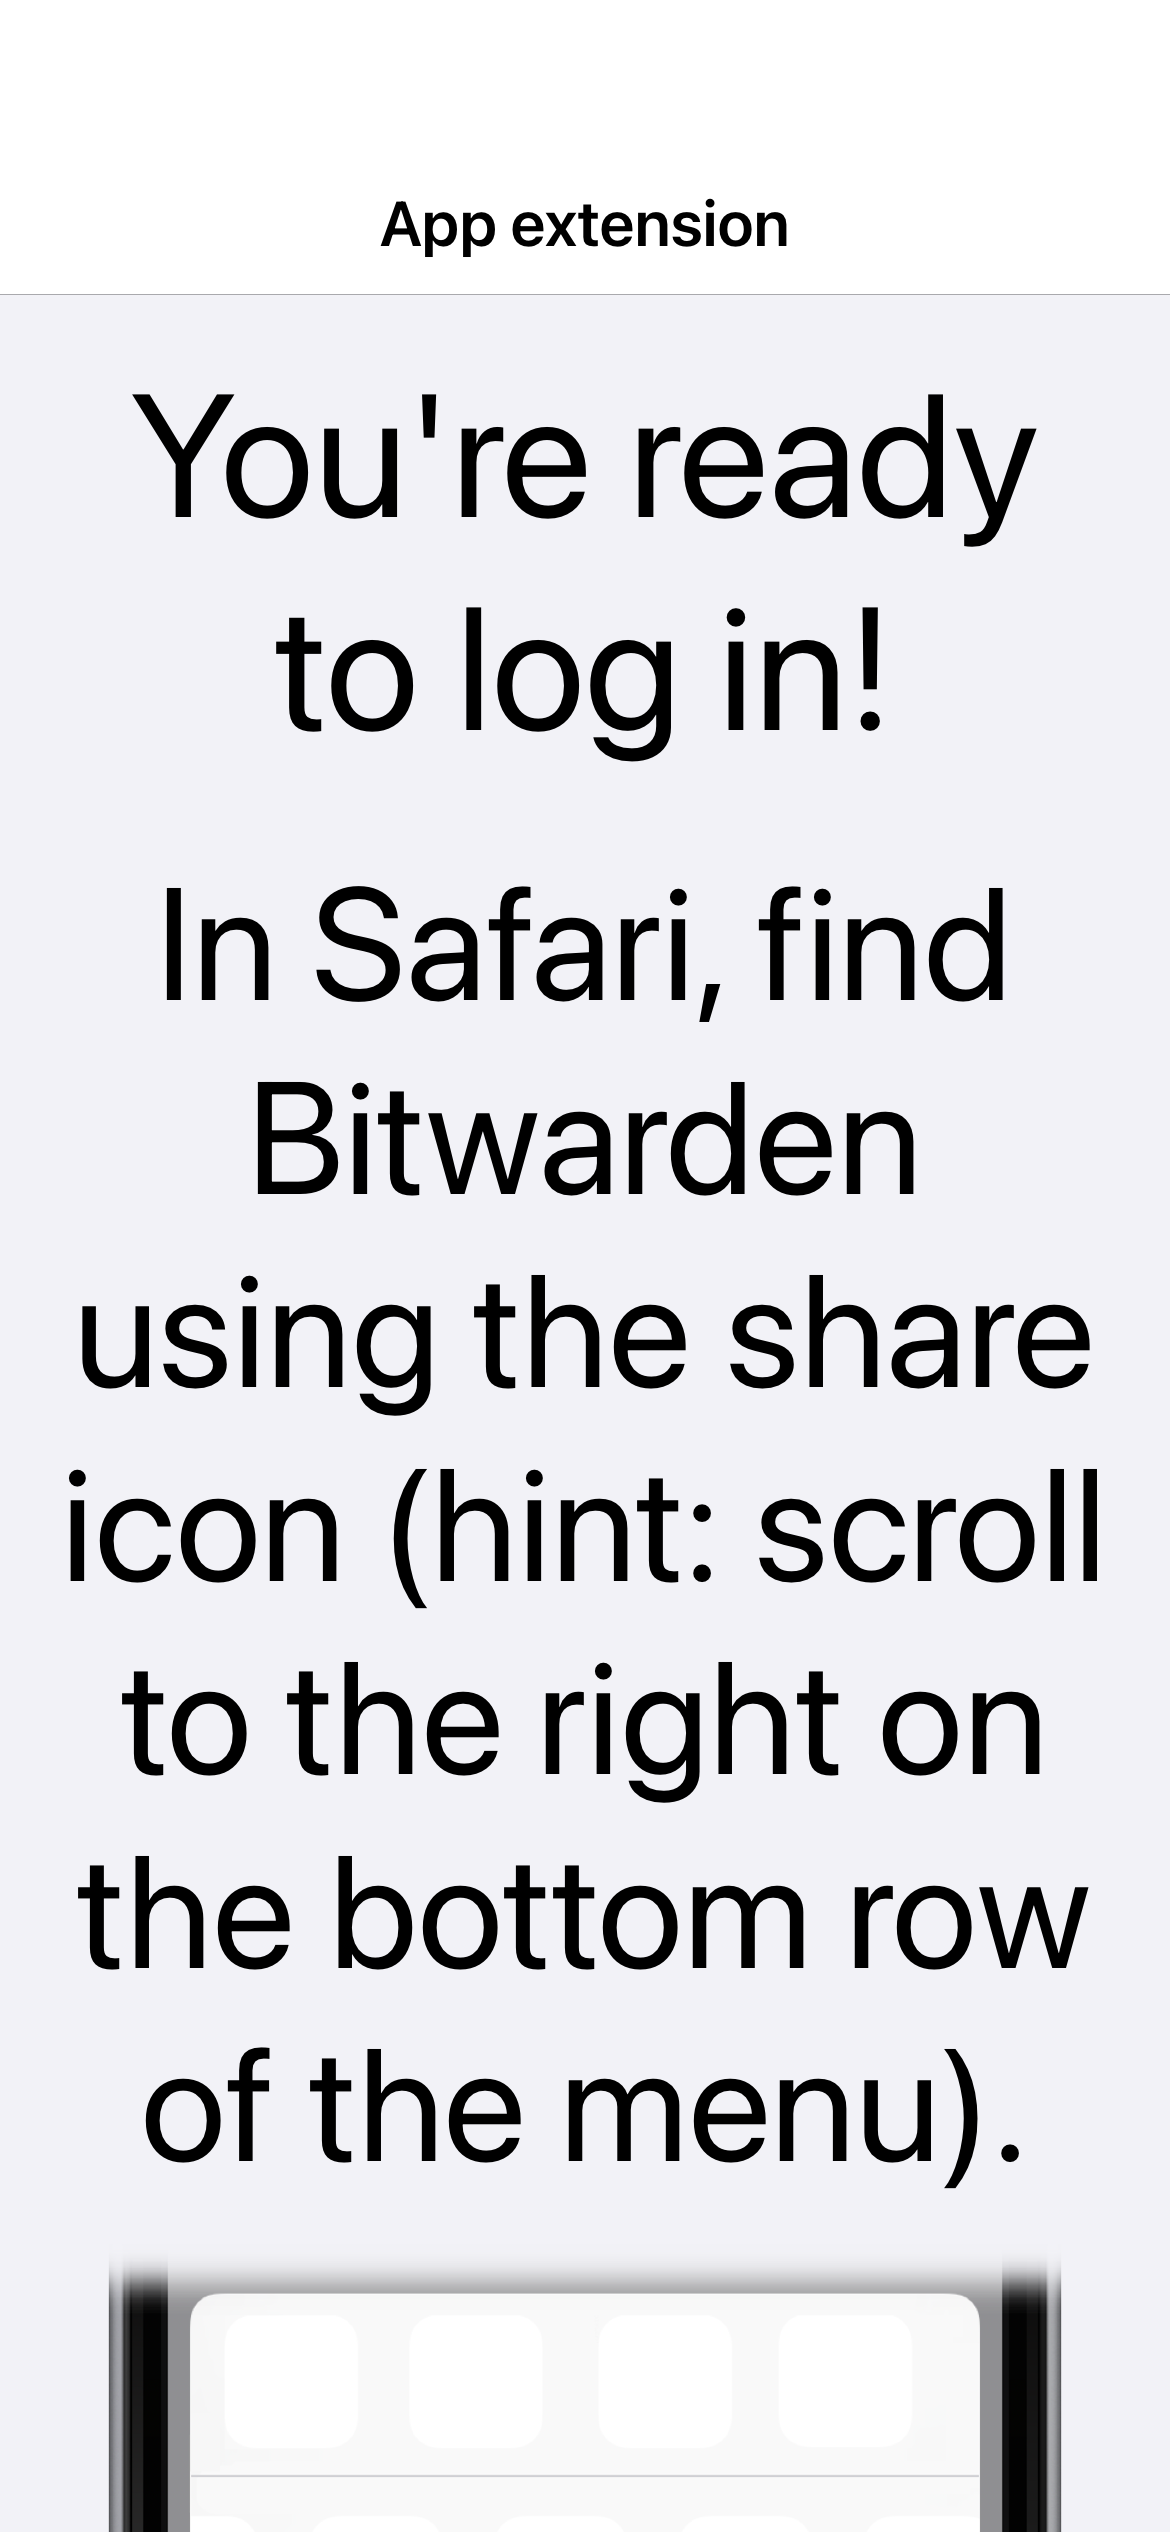 App extension
You're ready
to log in!
In Safari, find
Bitwarden
using the share
icon (hint: scroll
to the right on
the bottom row
of the menu).